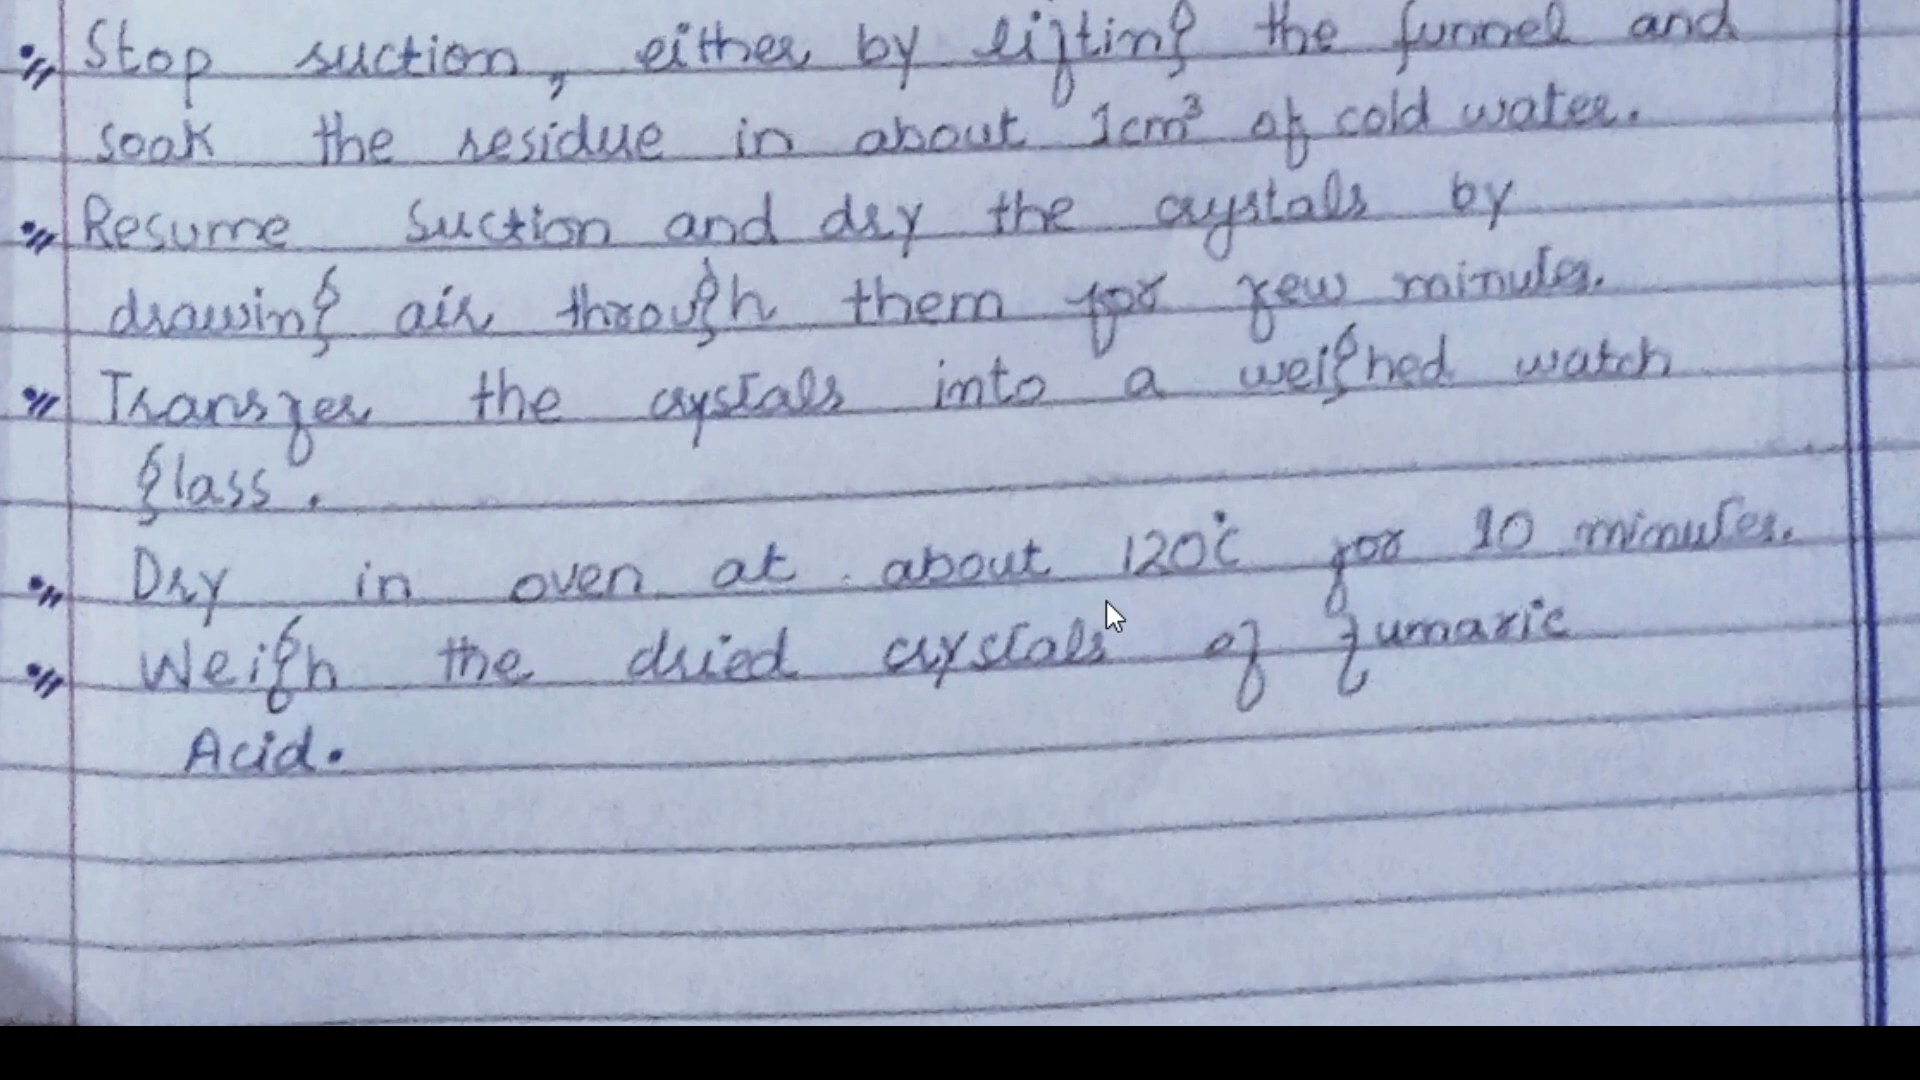 Stop suction, either by lifting the funnel and
soak the residue in about 1cm³ of cold water.
Resume suction and dry the crystals by
drawing air through them for few minutes.
Transfer the crystals into a weighed watch
glass.
Dry in oven at about 120°C for 10 minutes.
Weigh the dried crystals of fumaric
Acid.